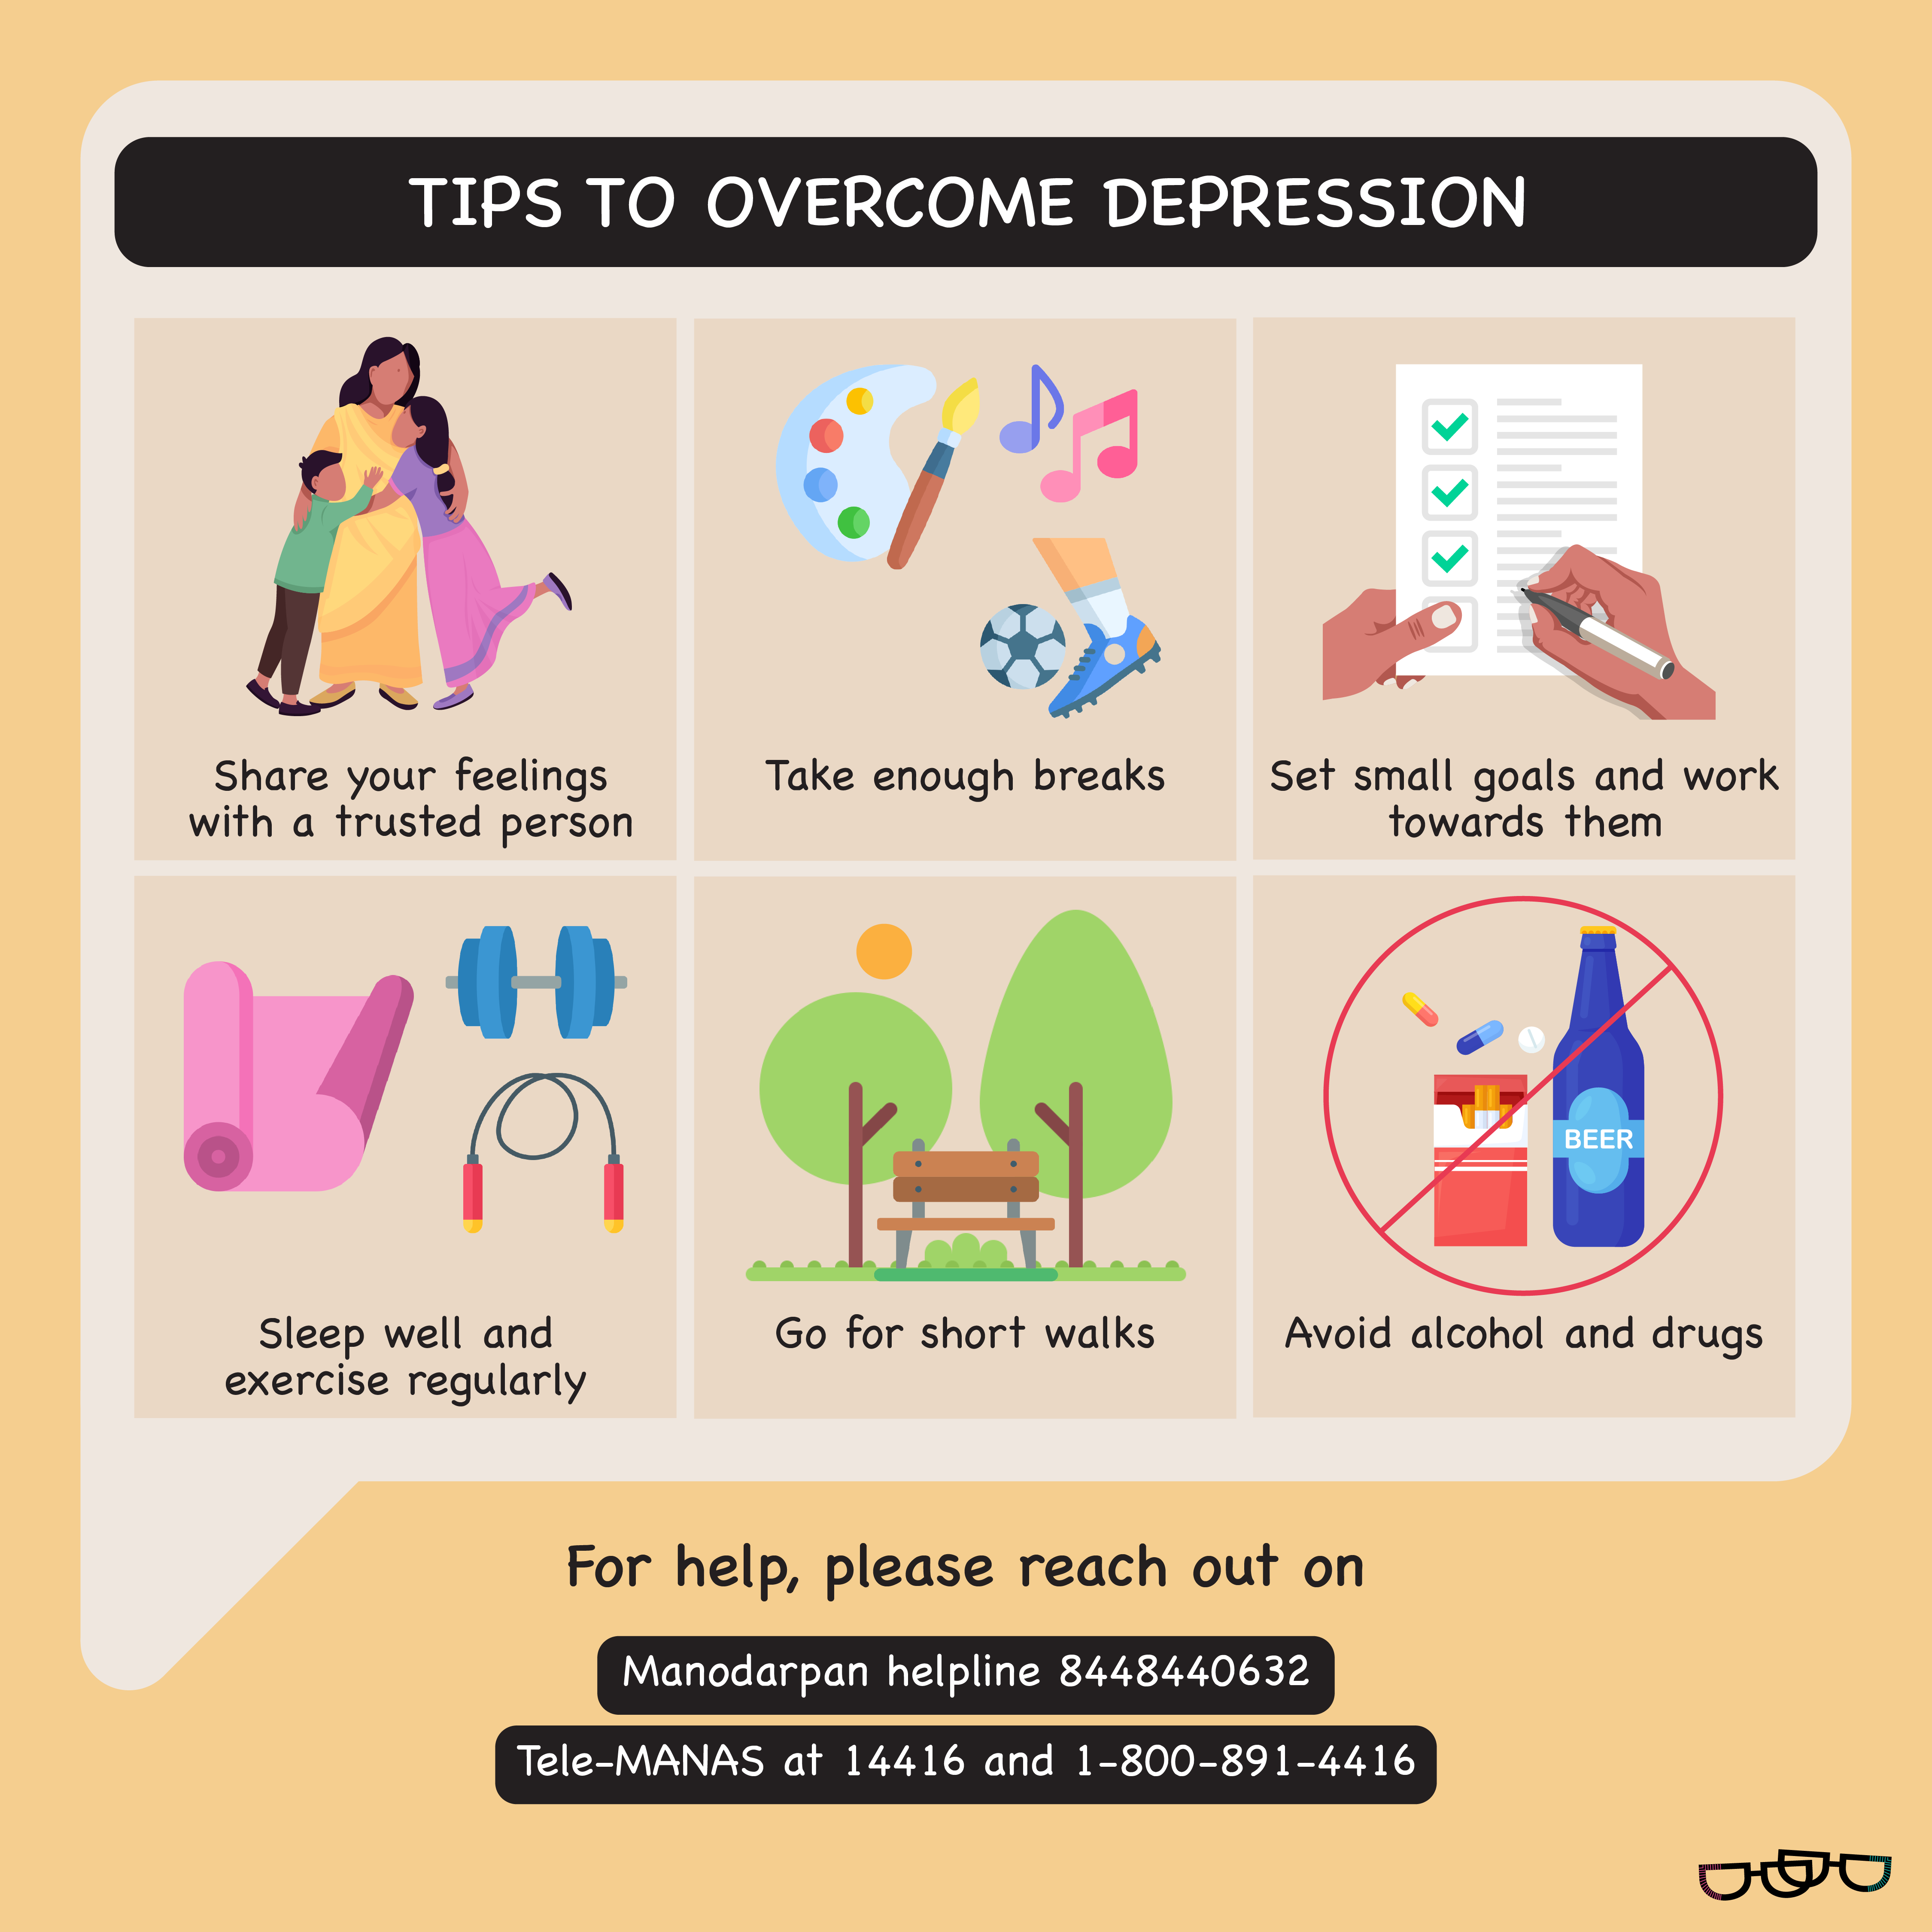 TIPS TO OVERCOME DEPRESSION
Share your feelings
with a trusted person
Take enough breaks
Set small goals and work
towards them
Sleep well and
exercise regularly
Go for short walks
BEER
Avoid alcohol and drugs
For help, please reach out on
Manodarpan helpline 8448440632
Tele-MANAS at 14416 and 1-800-891-4416